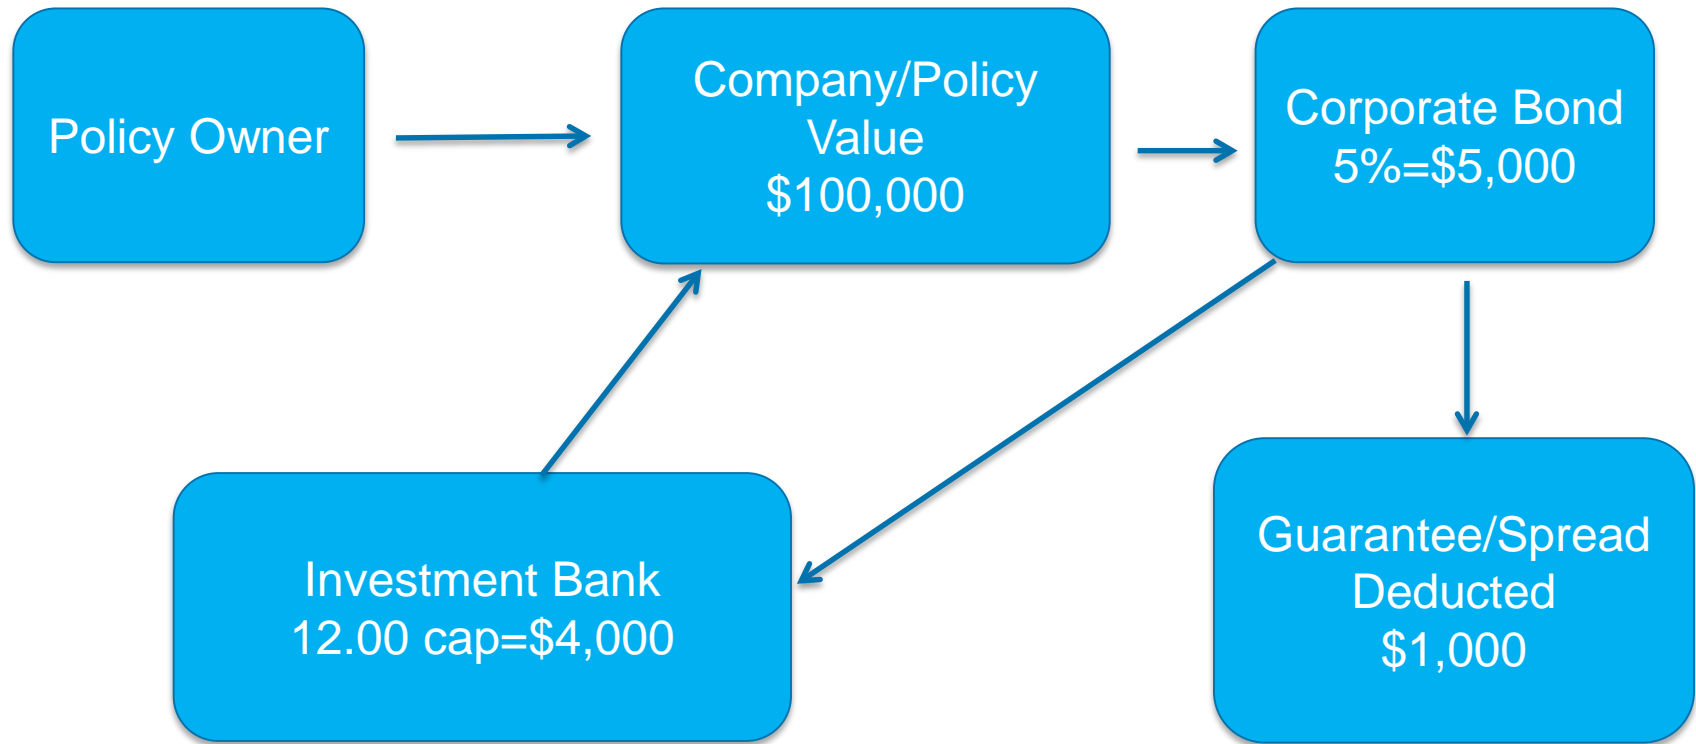 Policy Owner
Company/Policy
Value
$100,000
Corporate Bond
5%=$5,000
Investment Bank
12.00 cap=$4,000
Guarantee/Spread
Deducted
$1,000